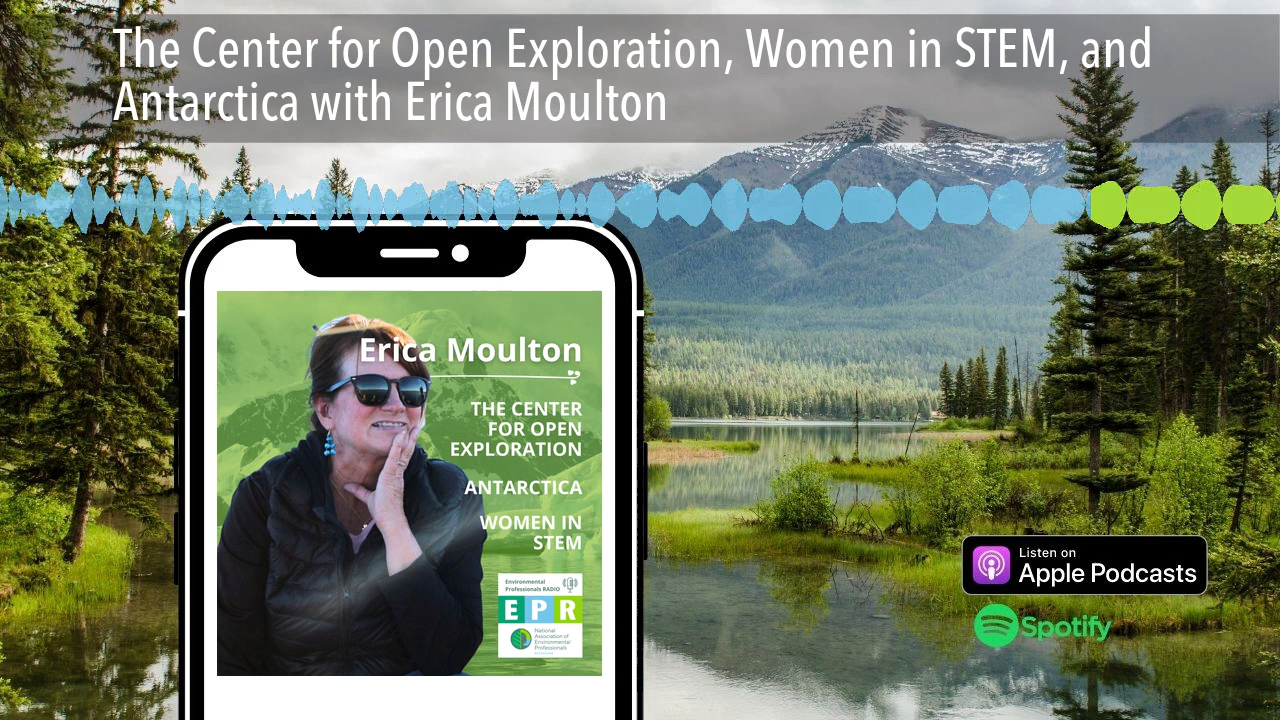 The Center for Open Exploration, Women in STEM, and
Antarctica with Erica Moulton
Erica Moulton
THE CENTER
FOR OPEN
EXPLORATION
ANTARCTICA
WOMEN IN
STEM
Environmental
Professionals RADIO
EPR
National
Association of
Environmental
Professionals
Listen on
Apple Podcasts
Spotify